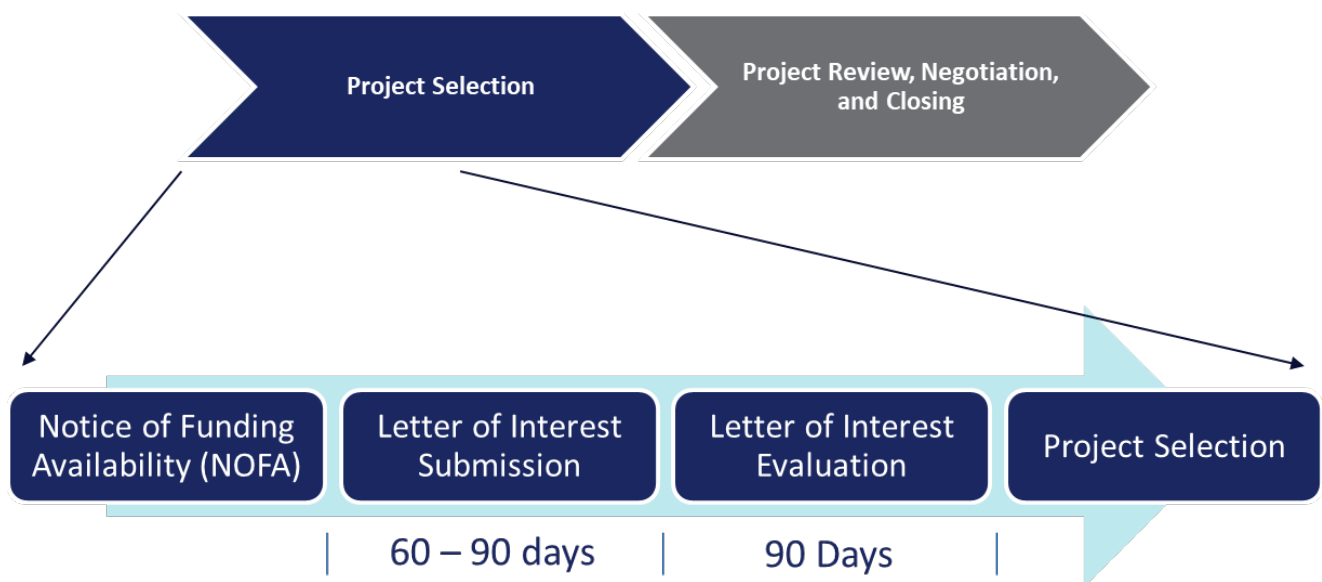 Project Selection
Project Review, Negotiation,
and Closing
Notice of Funding
Availability (NOFA)
Letter of Interest
Submission
Letter of Interest
Evaluation
Project Selection
60 – 90 days
90 Days